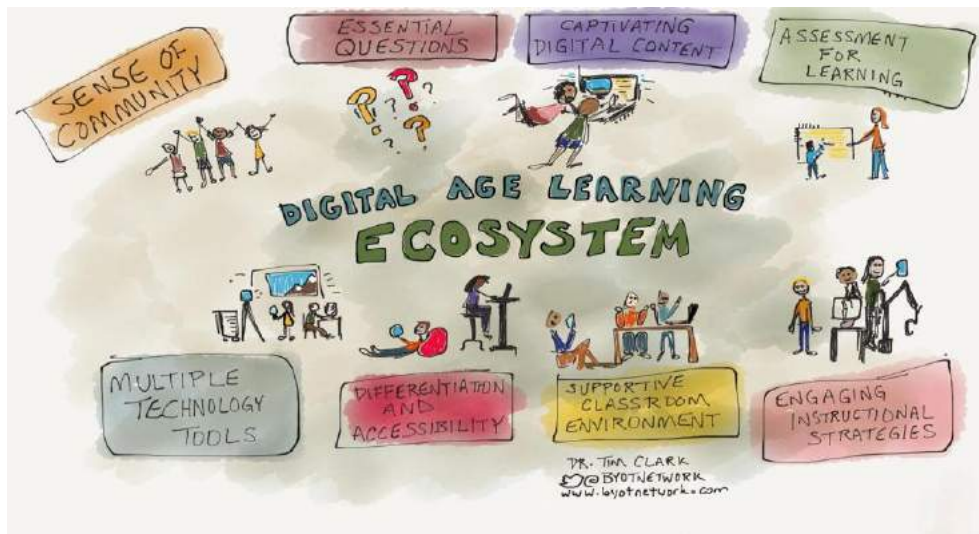 SENSE OF
COMMUNITY
ESSENTIAL
QUESTIONS
CAPTIVATING
DIGITAL CONTENT
ASSESSMENT
FOR
LEARNING
DIGITAL AGE LEARNING
ECOSYSTEM
MULTIPLE
TECHNOLOGY
TOOLS
DIFFERENTIATION
AND
ACCESSIBILITY
SUPPORTIVE
CLASSROOM
ENVIRONMENT
ENGAGING
INSTRUCTIONAL
STRATEGIES
DR. TIM CLARK
@BYOTNETWORK
www.byotnetwork.com